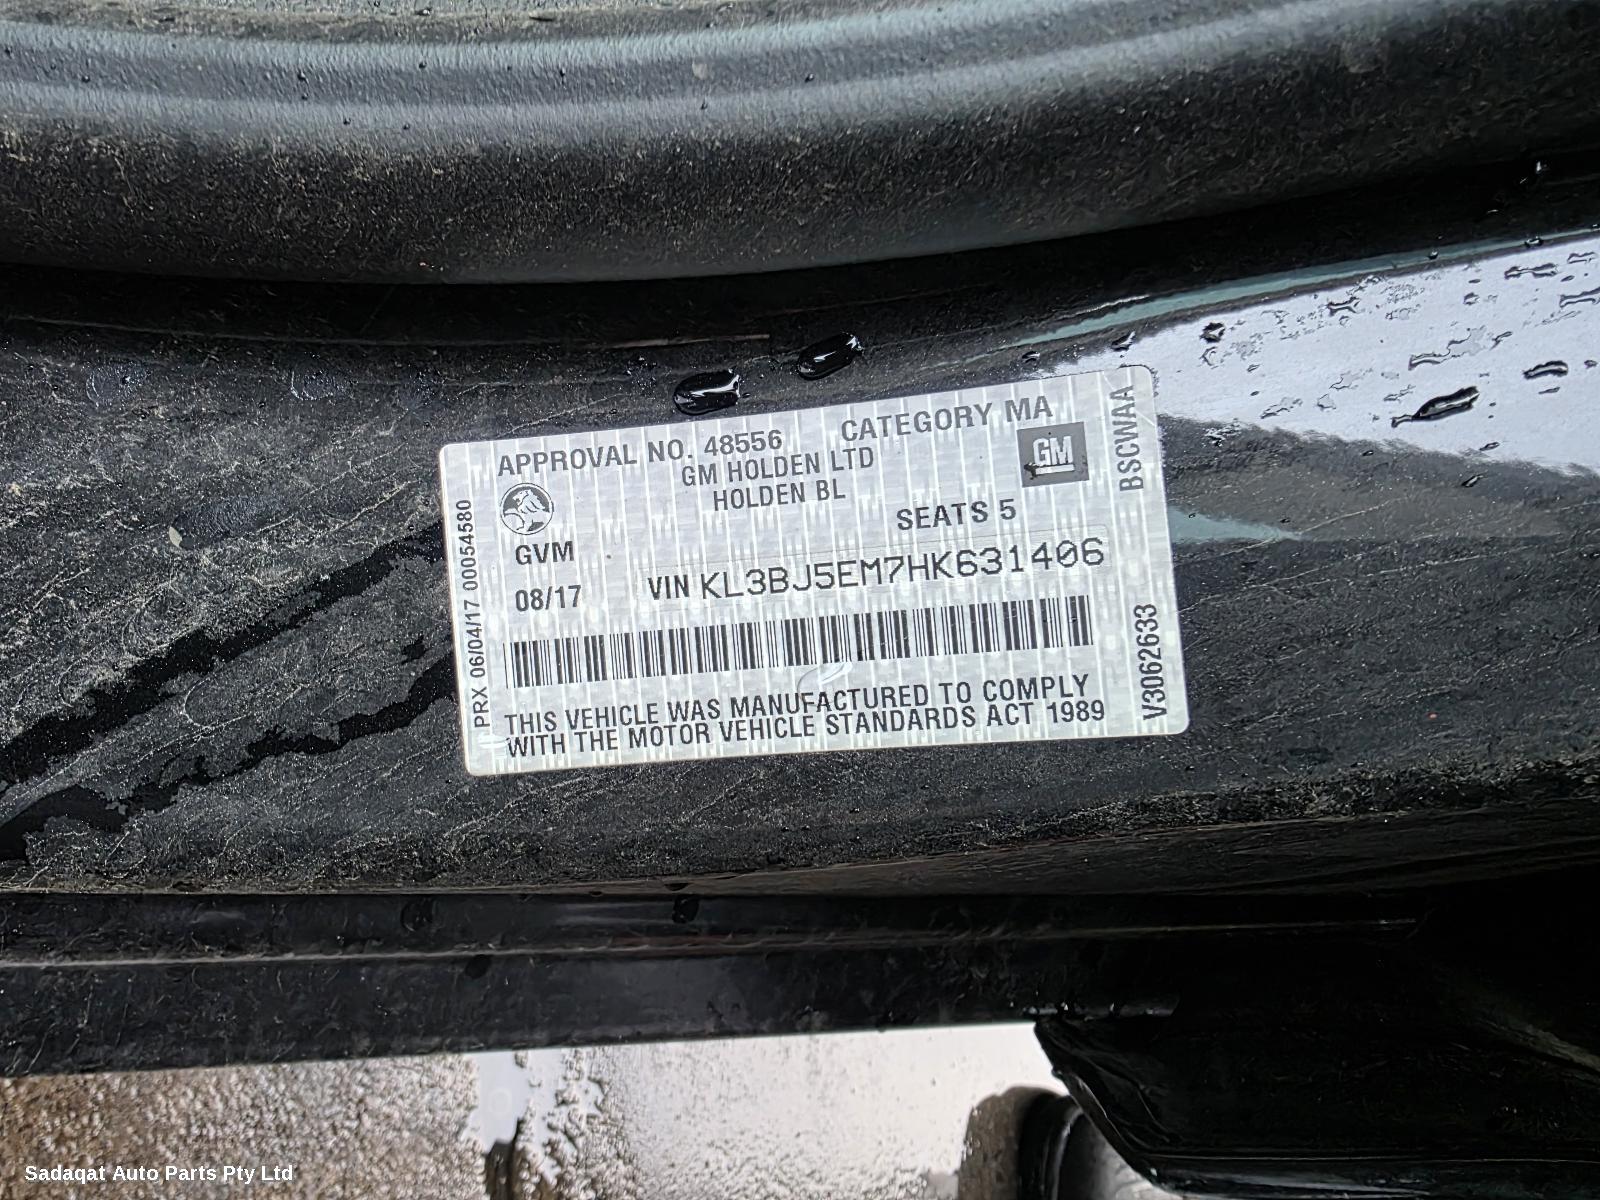 APPROVAL NO. 48556 CATEGORY MA
GM HOLDEN LTD
HOLDEN BL
GM
SEATS 5
GVM
08/17
VIN KL3BJ5EM7HK631406
THIS VEHICLE WAS MANUFACTURED TO COMPLY
WITH THE MOTOR VEHICLE STANDARDS ACT 1989
PRX 06/04/17 00054580
BSCWAA
V3062633
Sadaqat Auto Parts Pty Ltd